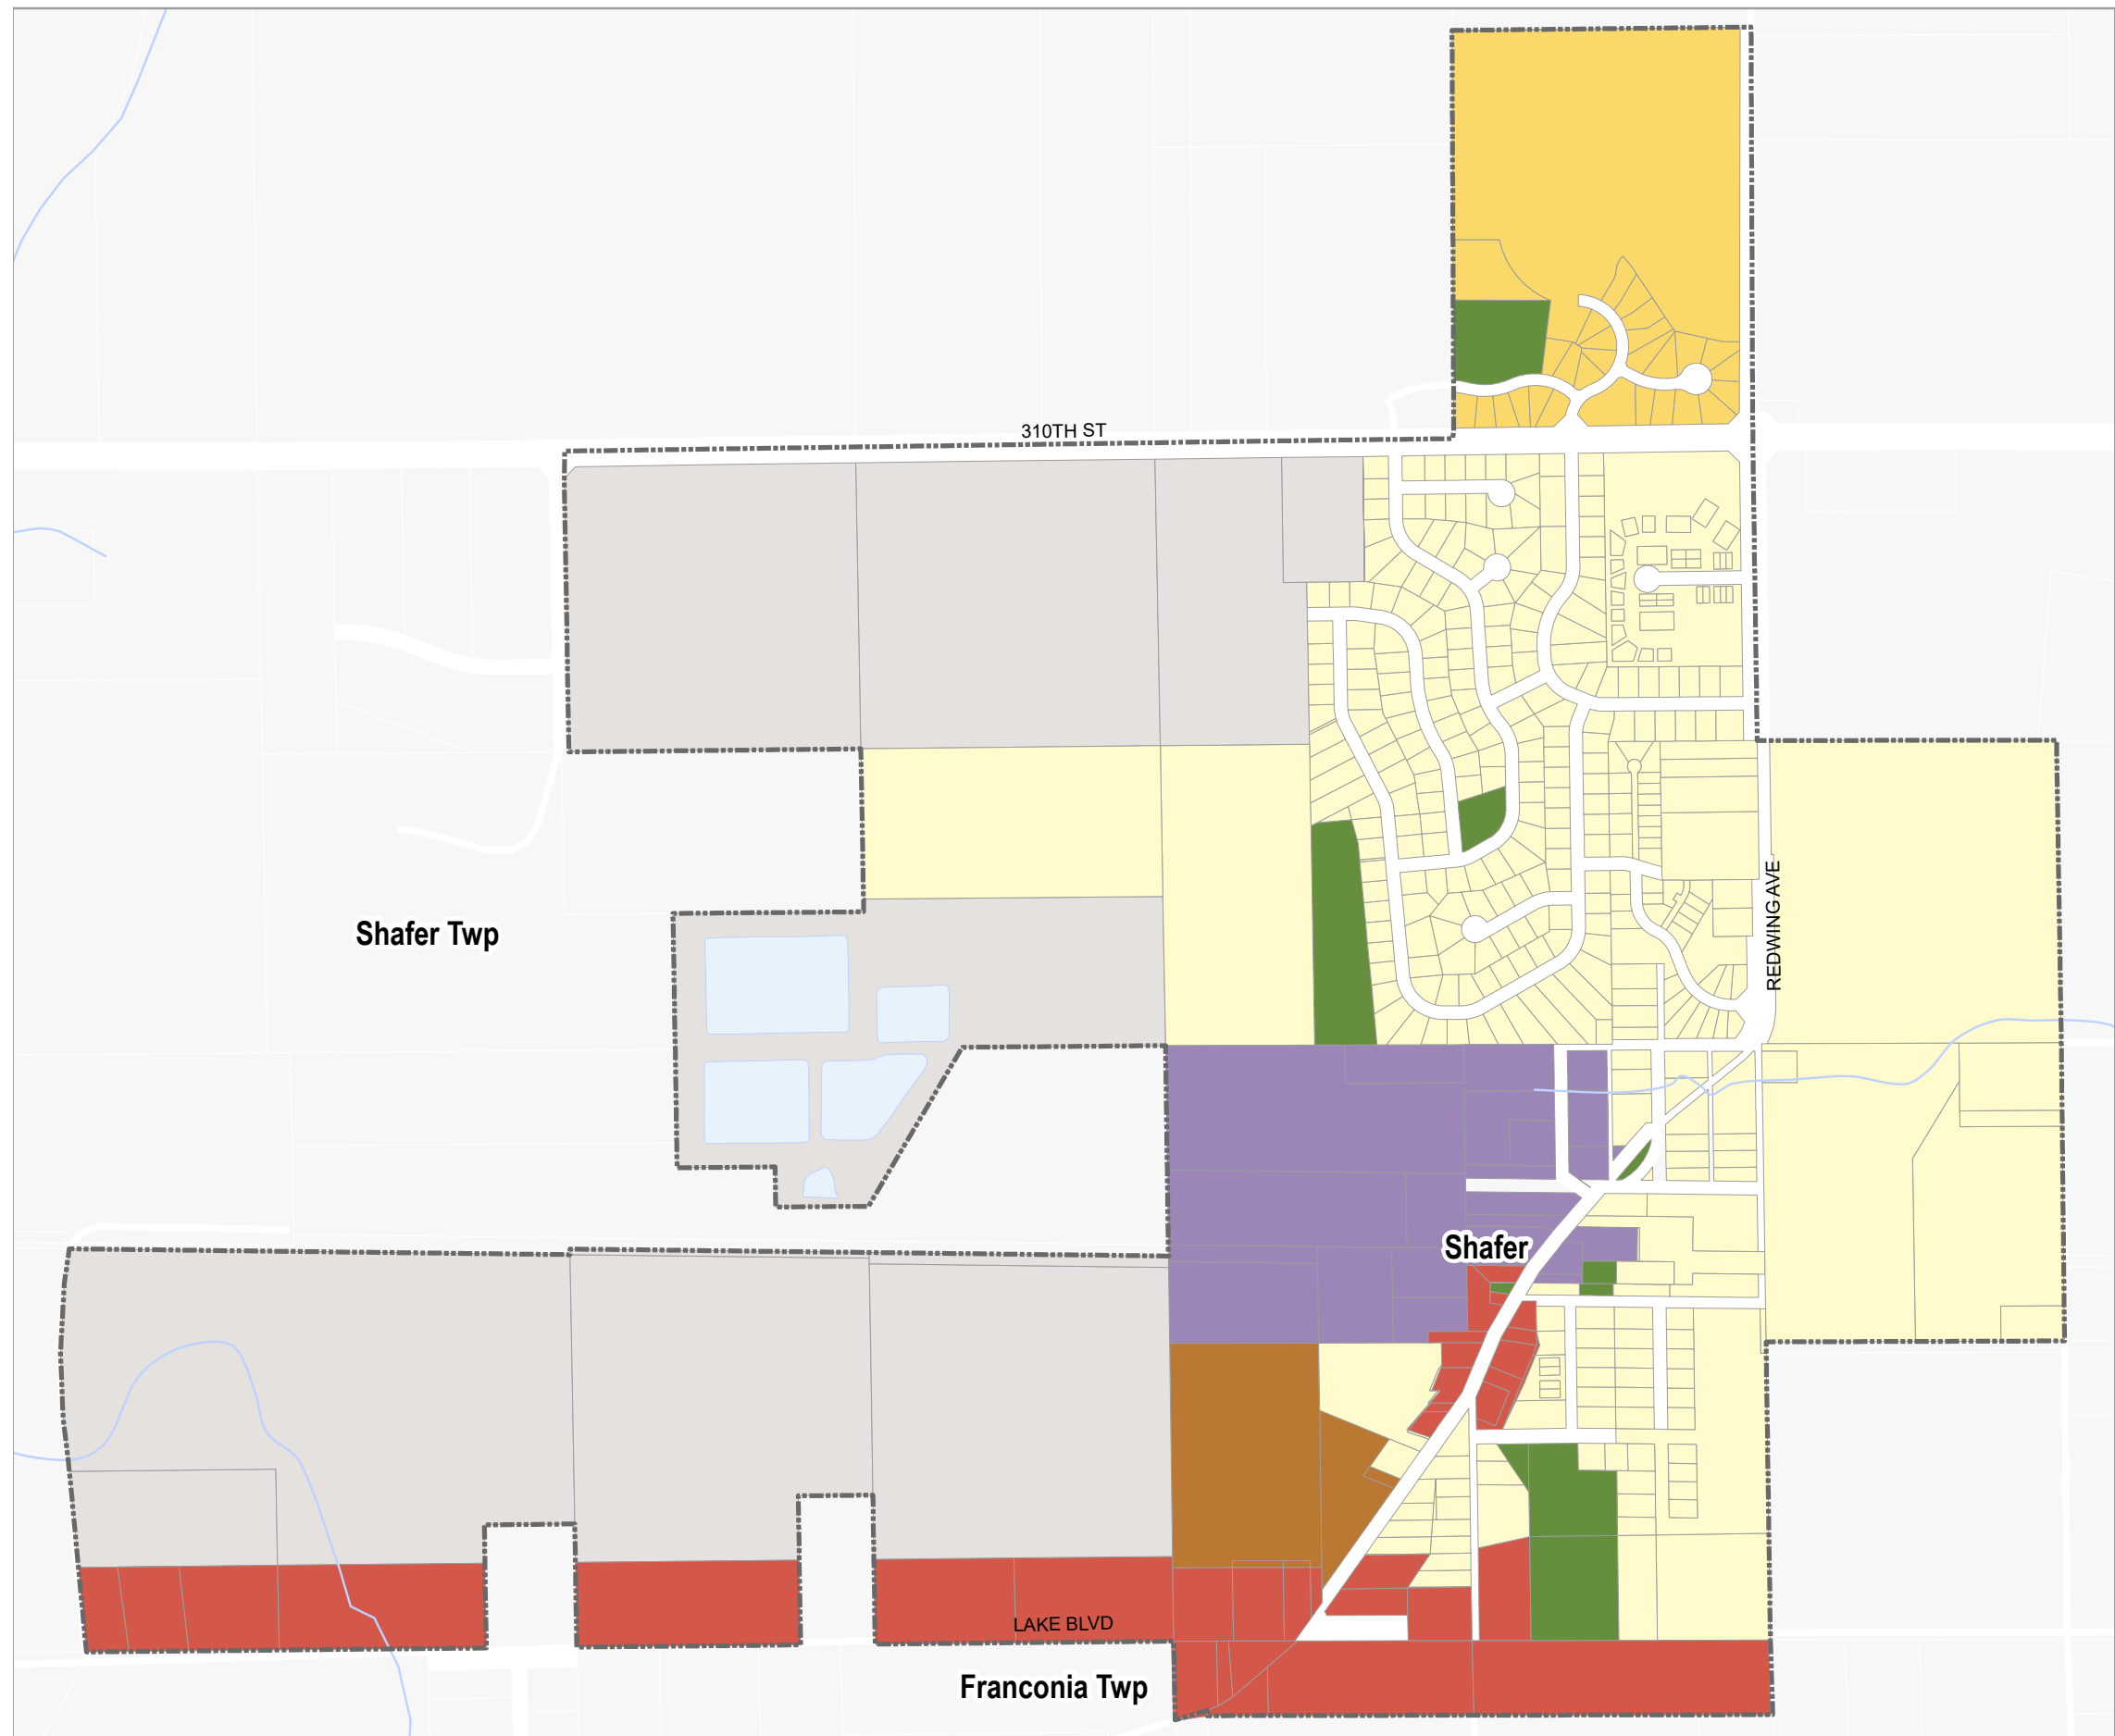 310TH ST
Shafer Twp
REDWING AVE
Shafer
LAKE BLVD
Franconia Twp